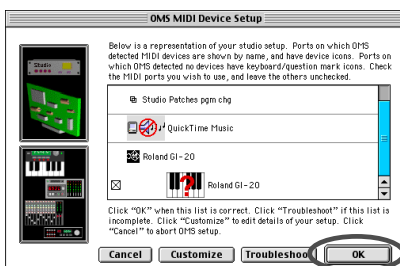 OMS MIDI Device Setup
Below is a representation of your studio setup. Ports on which OMS
detected MIDI devices are shown by name, and have device icons. Ports on
which OMS detected no devices have keyboard/question mark icons. Check
the MIDI ports you wish to use, and leave the others unchecked.
Studio Patches pgm chg
QuickTime Music
Roland GI-20
Roland GI-20
Click “OK” when this list is correct. Click “Troubleshoot” if this list is
incomplete. Click “Customize” to edit details of your setup. Click
“Cancel” to abort OMS setup.
Cancel Customize Troubleshoo OK